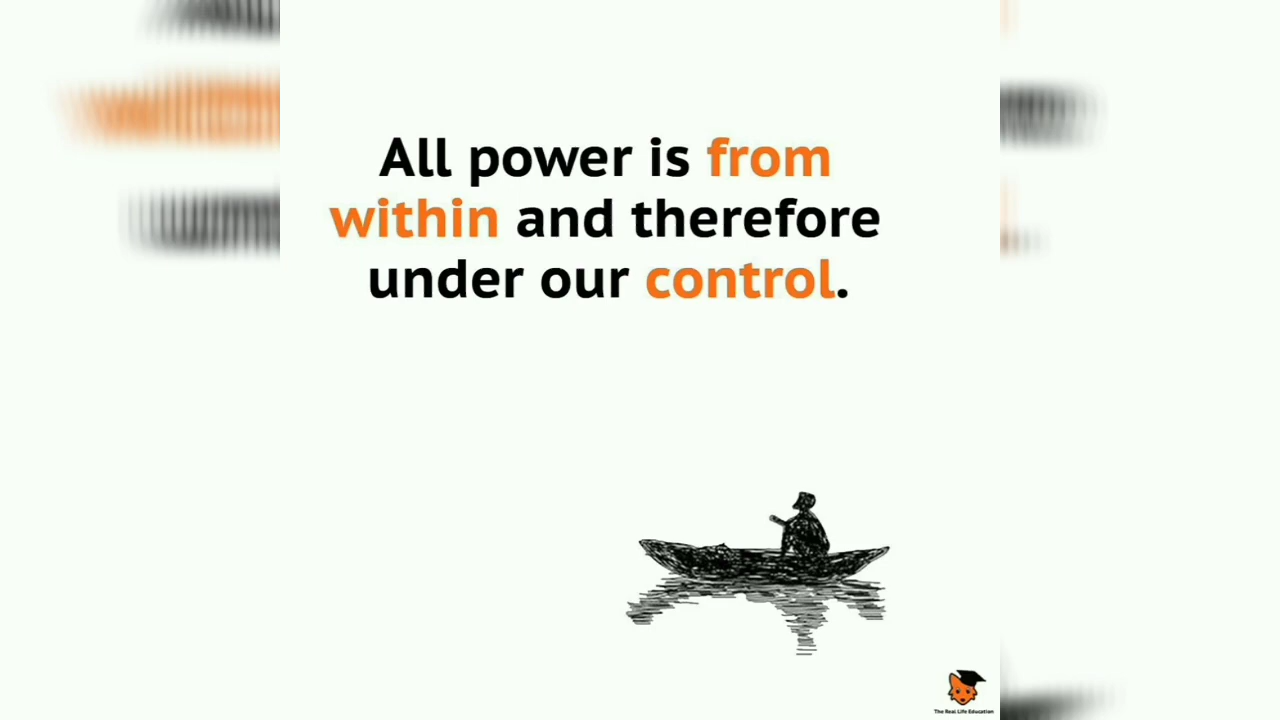 All power is from
within and therefore
under our control.
The Real Life Education